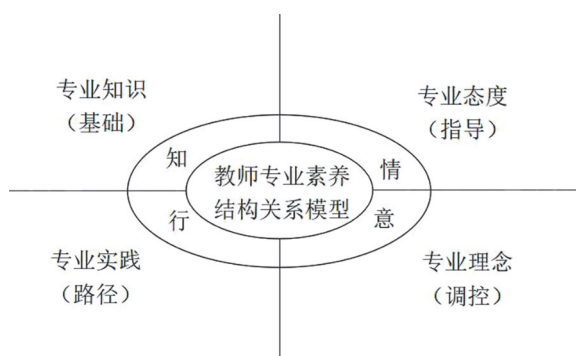 专业知识
（基础）
专业态度
（指导）
知
情
教师专业素养
结构关系模型
行
意
专业实践
（路径）
专业理念
（调控）